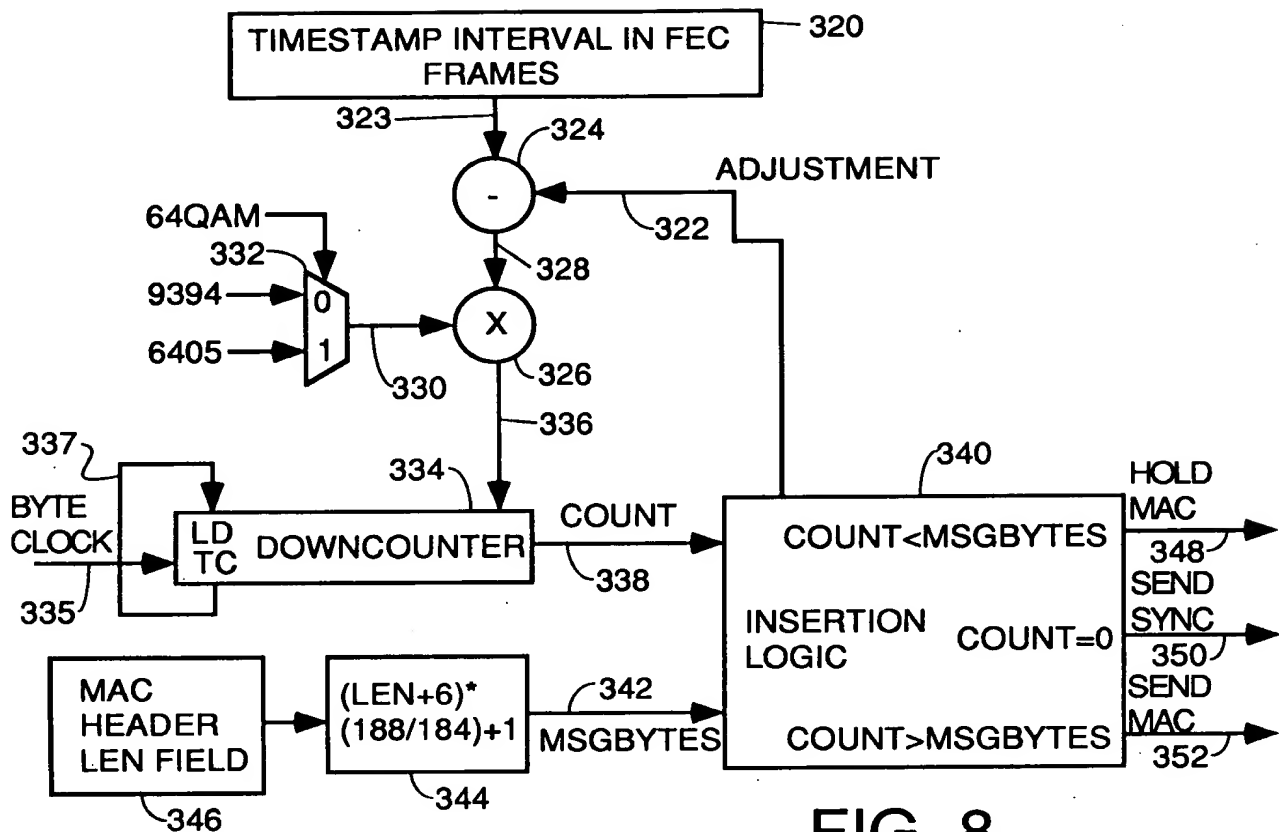 TIMESTAMP INTERVAL IN FEC
FRAMES
320
323
324
-
ADJUSTMENT
322
64QAM
332
328
9394
0
X
6405
1
330
326
336
337
334
340
BYTE
CLOCK
LD
TC
DOWNCOUNTER
COUNT
335
338
COUNT<MSGBYTES
HOLD
MAC
348
INSERTION
LOGIC
COUNT=0
SEND
SYNC
350
MAC
HEADER
LEN FIELD
(LEN+6)*
(188/184)+1
342
MSGBYTES
COUNT>MSGBYTES
SEND
MAC
352
346
344
FIG. 8